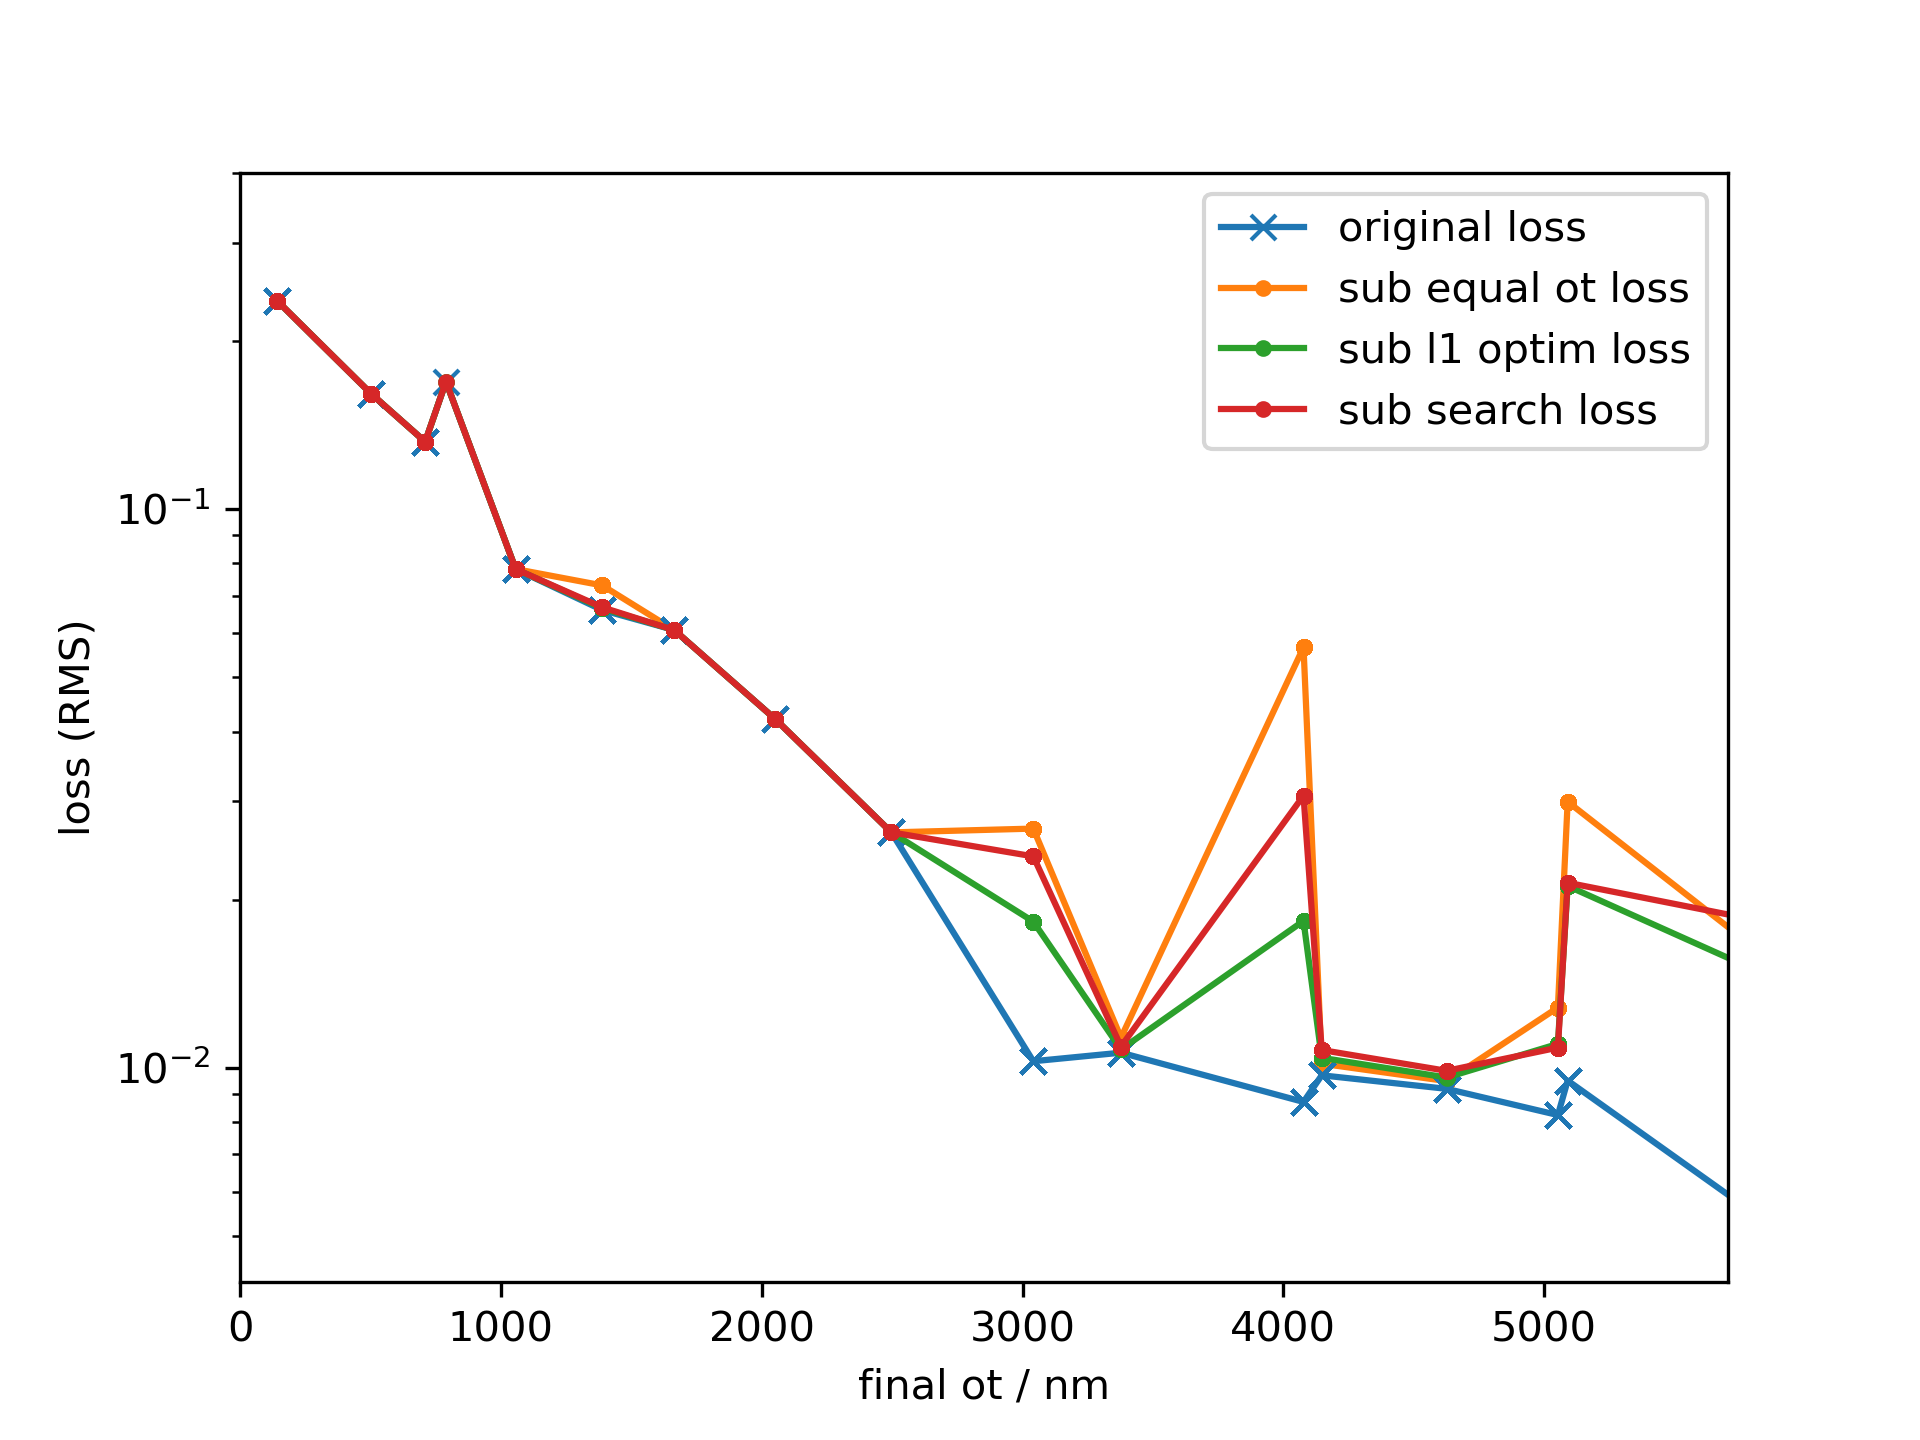 original loss
sub equal ot loss
sub l1 optim loss
sub search loss
10⁻¹
10⁻²
loss (RMS)
0 1000 2000 3000 4000 5000
final ot / nm